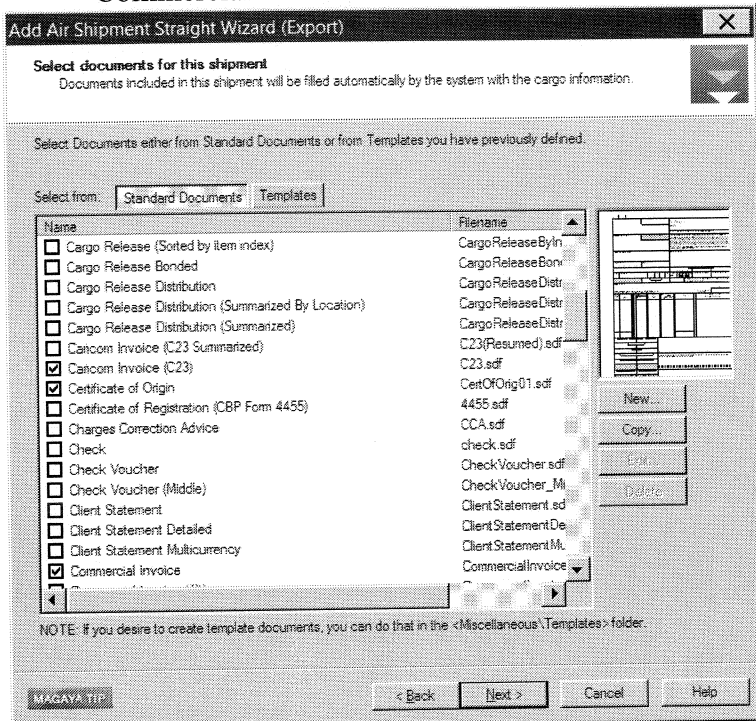 Add Air Shipment Straight Wizard (Export)
Select documents for this shipment
Documents included in this shipment will be filled automatically by the system with the cargo information.
Select Documents either from Standard Documents or from Templates you have previously defined.
Select from: Standard Documents Templates
Name Filename
Cargo Release (Sorted by item index) CargoReleaseByIn
Cargo Release Bonded CargoReleaseBon
Cargo Release Distribution CargoReleaseDistr
Cargo Release Distribution (Summarized By Location) CargoReleaseDistr
Cargo Release Distribution (Summarized) CargoReleaseDistr
Cancom Invoice (C23 Summarized) C23(Resumed).sdf
Cancom Invoice (C23) C23.sdf
Certificate of Origin CertOfOrig01.sdf
Certificate of Registration (CBP Form 4455) 4455.sdf
New...
Charges Correction Advice CCA.sdf
Copy...
Check check.sdf
Check Voucher CheckVoucher.sdf
Edit...
Check Voucher (Middle) CheckVoucher_Mi
Delete
Client Statement ClientStatement.sd
Client Statement Detailed ClientStatementDe
Client Statement Multicurrency ClientStatementMu
Commercial Invoice CommercialInvoice
NOTE: If you desire to create template documents, you can do that in the <Miscellaneous\Templates> folder.
MAGAYA TIP < Back Next > Cancel Help